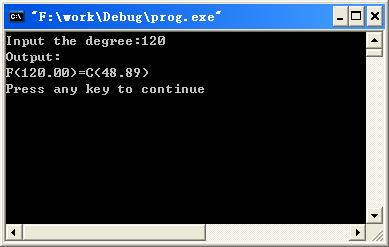 "F:\work\Debug\prog.exe"
Input the degree:120
Output:
F(120.00)=C(48.89)
Press any key to continue